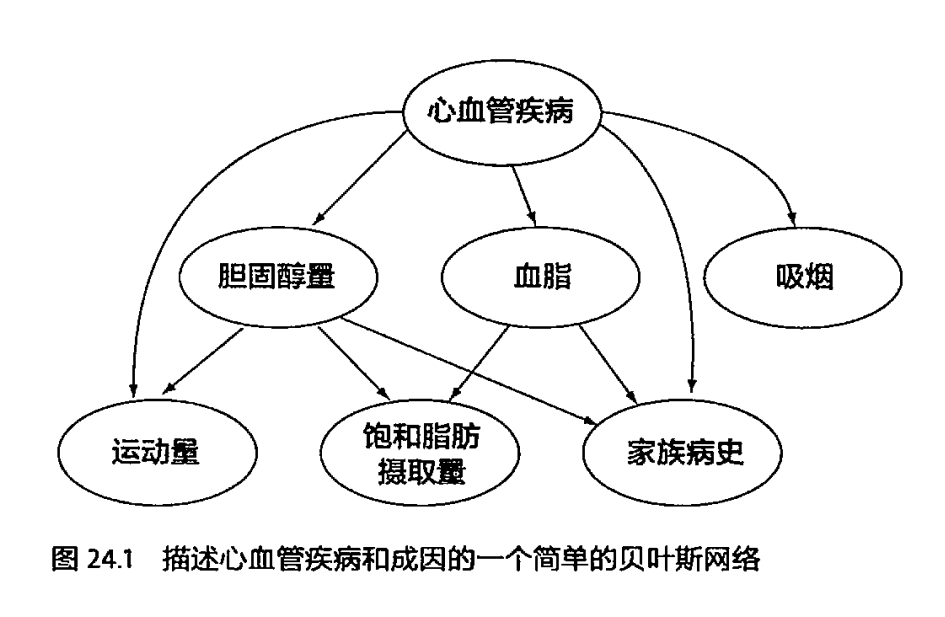 心血管疾病
胆固醇量
血脂
吸烟
运动量
饱和脂肪
摄取量
家族病史
图 24.1 描述心血管疾病和成因的一个简单的贝叶斯网络